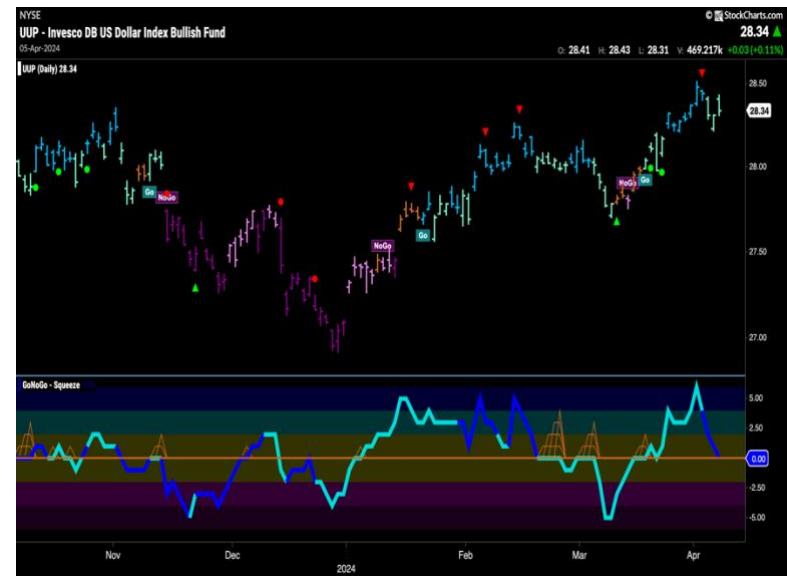 NYSE
© StockCharts.com
UUP - Invesco DB US Dollar Index Bullish Fund
28.34
05-Apr-2024
O: 28.41 H: 28.43 L: 28.31 V: 469.217k +0.03 (+0.11%)
UUP (Daily) 28.34
28.50
28.34
28.00
NoGo
Go
Go
NoGo
NoGo
Go
27.50
27.00
GoNoGo - Squeeze
5.00
2.50
0.00
-2.50
-5.00
Nov Dec Feb Mar Apr
2024